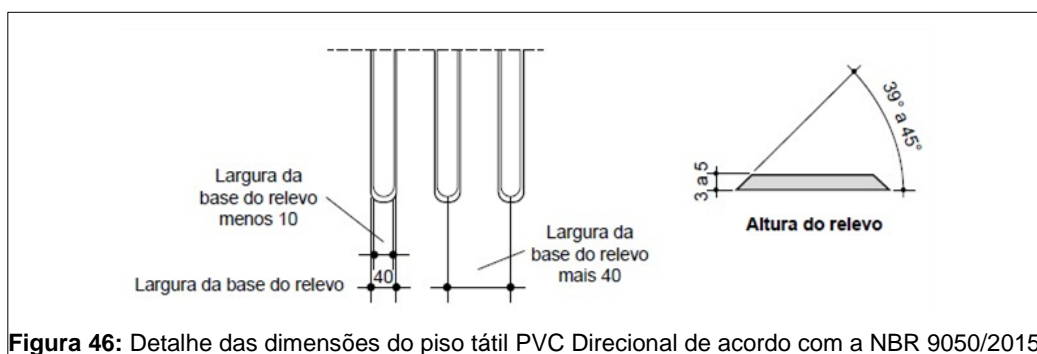 Largura da
base do relevo
menos 10
Largura da base do relevo
40
Largura da
base do relevo
mais 40
3 a 5
39° a 45°
Altura do relevo
Figura 46: Detalhe das dimensões do piso tátil PVC Direcional de acordo com a NBR 9050/2015